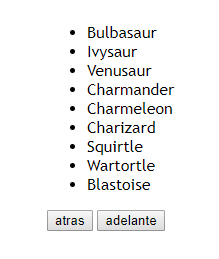 Bulbasaur
Ivysaur
Venusaur
Charmander
Charmeleon
Charizard
Squirtle
Wartortle
Blastoise
atras adelante